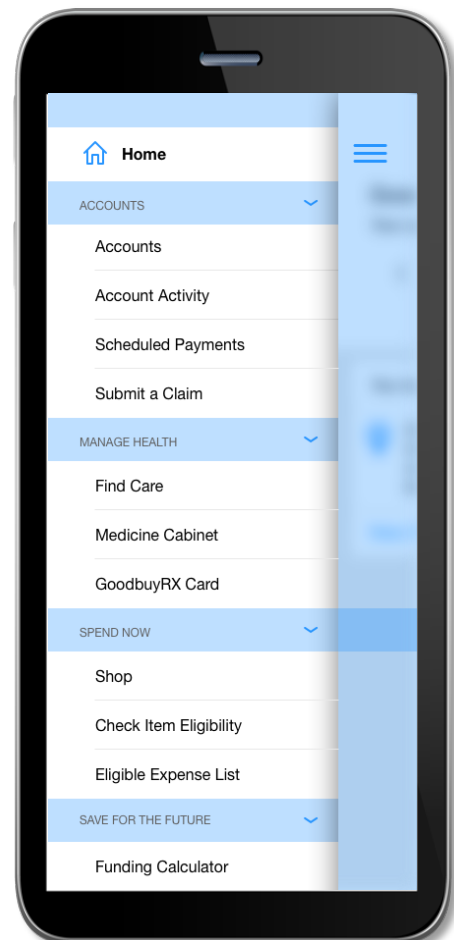 Home
ACCOUNTS
Accounts
Account Activity
Scheduled Payments
Submit a Claim
MANAGE HEALTH
Find Care
Medicine Cabinet
GoodbuyRX Card
SPEND NOW
Shop
Check Item Eligibility
Eligible Expense List
SAVE FOR THE FUTURE
Funding Calculator